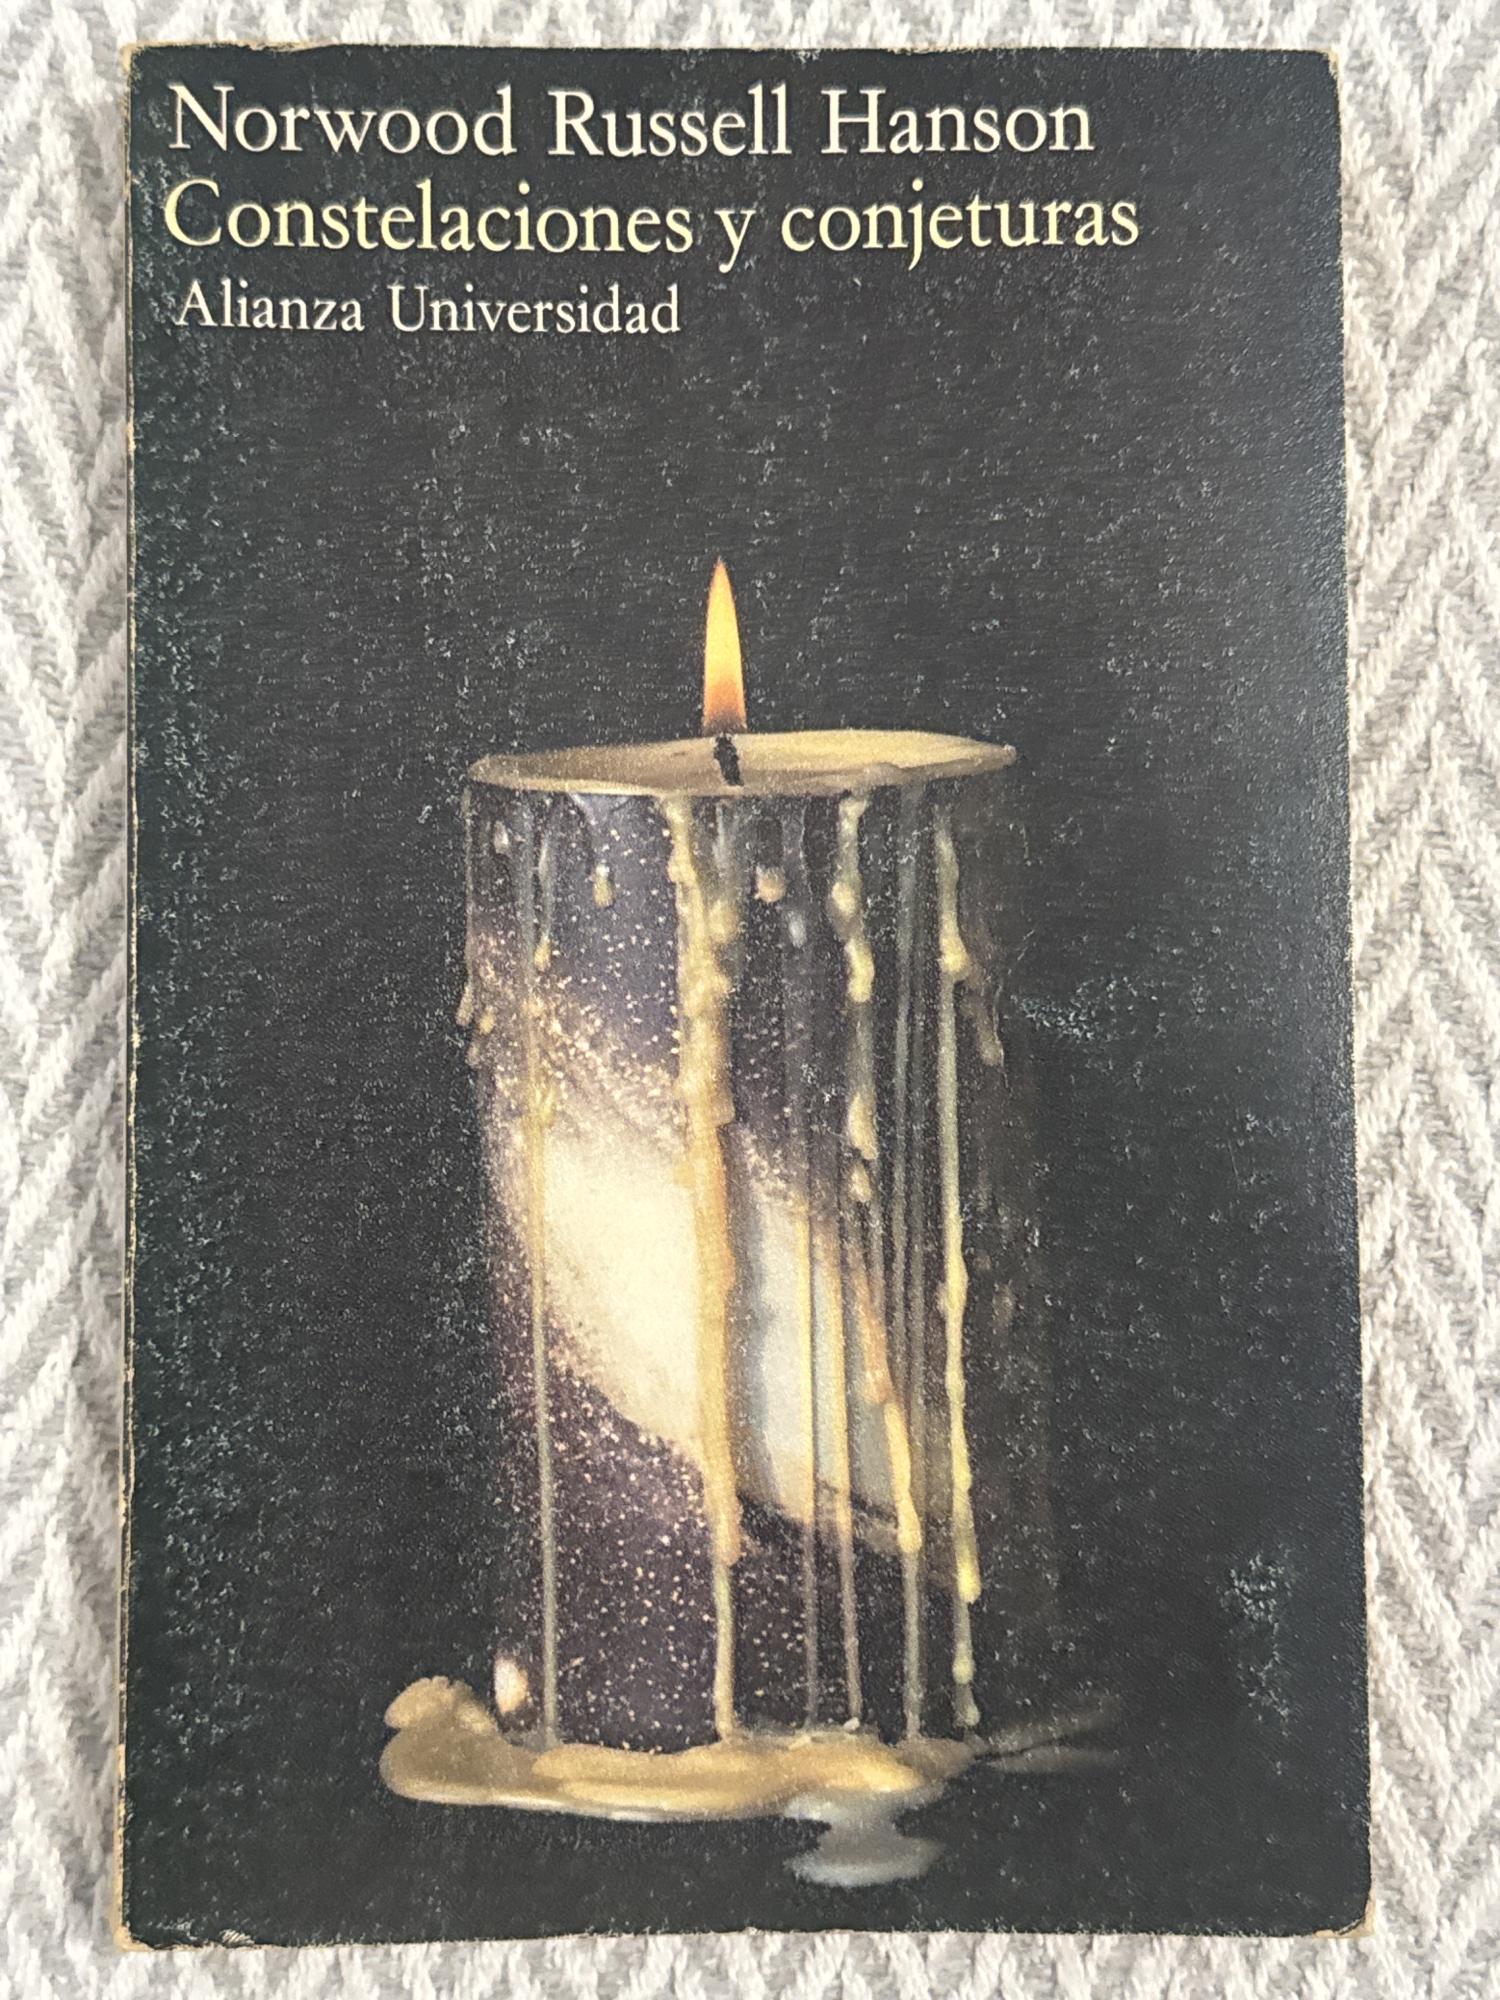 Norwood Russell Hanson
Constelaciones y conjeturas
Alianza Universidad